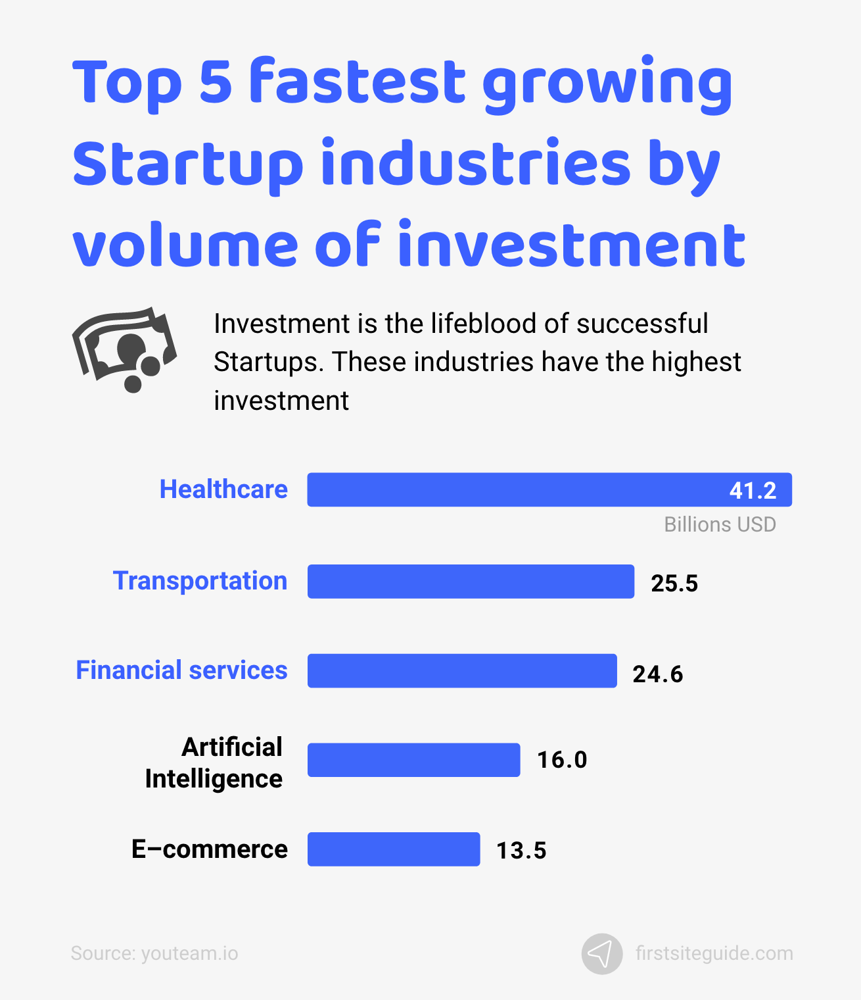 Top 5 fastest growing
Startup industries by
volume of investment
Investment is the lifeblood of successful
Startups. These industries have the highest
investment
Healthcare 41.2
Billions USD
Transportation 25.5
Financial services 24.6
Artificial
Intelligence 16.0
E–commerce 13.5
Source: youteam.io firstsiteguide.com